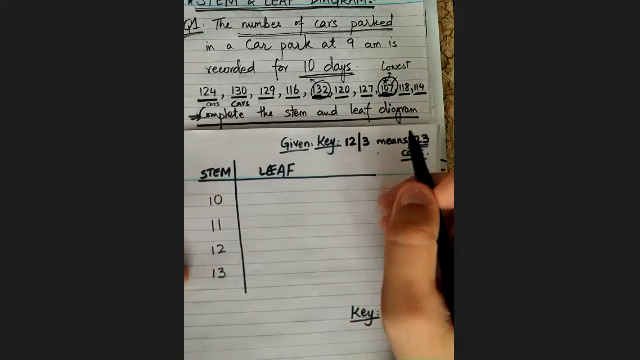 STEM & LEAF DIAGRAM:
Q1: The number of cars parked
in a car park at 9 am is
recorded for 10 days. Lowest
124, 130, 129, 116, 132, 120, 127, 107, 118, 114
cars cars
Complete the stem and leaf diagram
Given: Key: 12|3 means 23
STEM LEAF
10
11
12
13
Key: